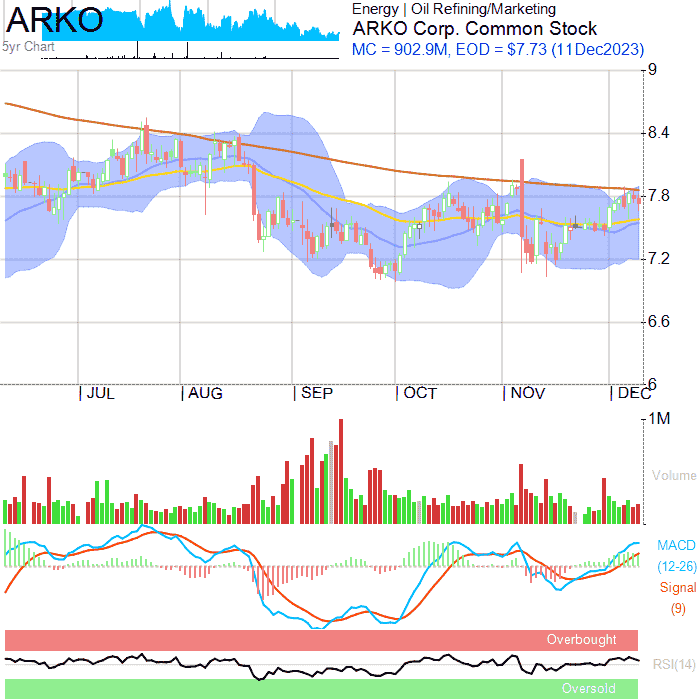 ARKO
5yr Chart
Energy | Oil Refining/Marketing
ARKO Corp. Common Stock
MC = 902.9M, EOD = $7.73 (11Dec2023)
9
8.4
7.8
7.2
6.6
6
| JUL | AUG | SEP | OCT | NOV | DEC
1M
Volume
MACD
(12-26)
Signal
(9)
Overbought
RSI(14)
Oversold